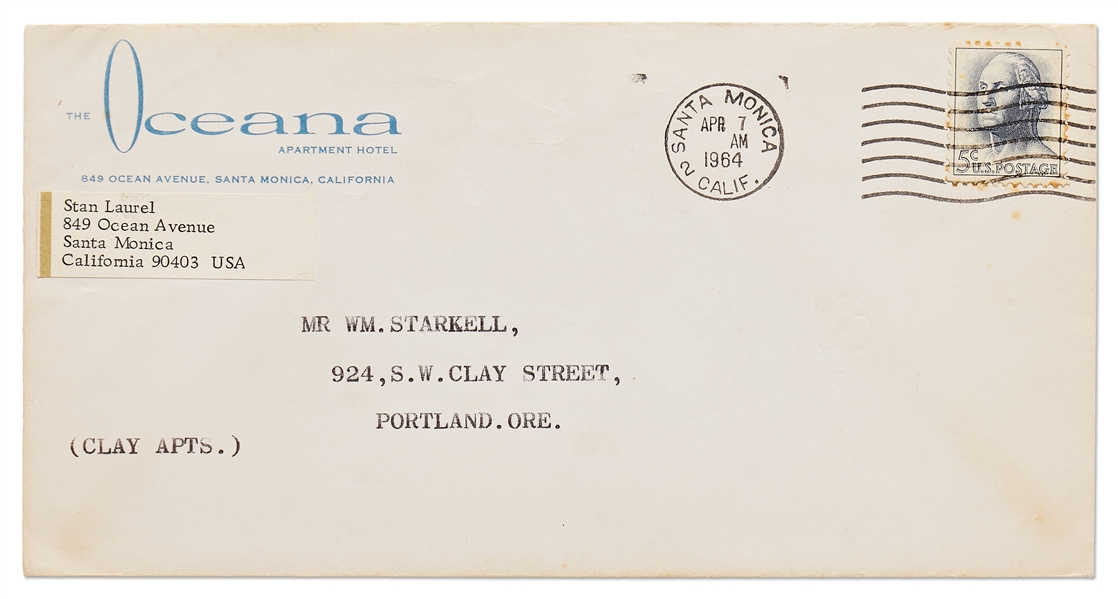 THE Oceana
APARTMENT HOTEL
849 OCEAN AVENUE, SANTA MONICA, CALIFORNIA
Stan Laurel
849 Ocean Avenue
Santa Monica
California 90403 USA
SANTA MONICA
APR 7
AM
1964
2 CALIF.
5c
U.S. POSTAGE
MR WM.STARKELL,
924,S.W.CLAY STREET,
PORTLAND.ORE.
(CLAY APTS.)